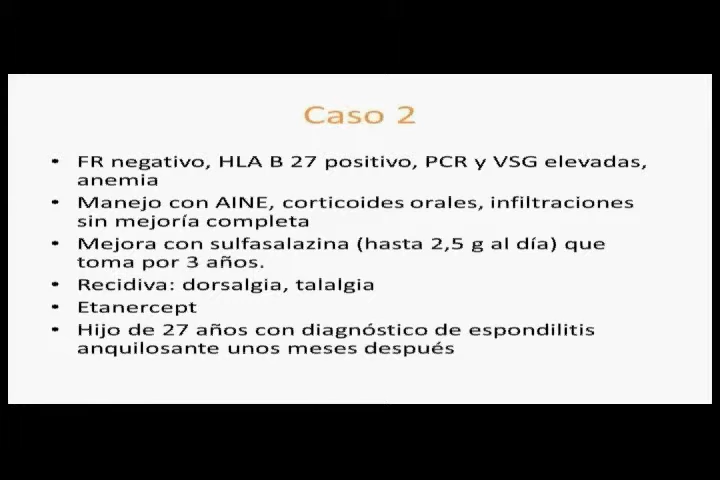 Caso 2
• FR negativo, HLA B 27 positivo, PCR y VSG elevadas,
anemia
• Manejo con AINE, corticoides orales, infiltraciones
sin mejoría completa
• Mejora con sulfasalazina (hasta 2,5 g al día) que
toma por 3 años.
• Recidiva: dorsalgia, talalgia
• Etanercept
• Hijo de 27 años con diagnóstico de espondilitis
anquilosante unos meses después